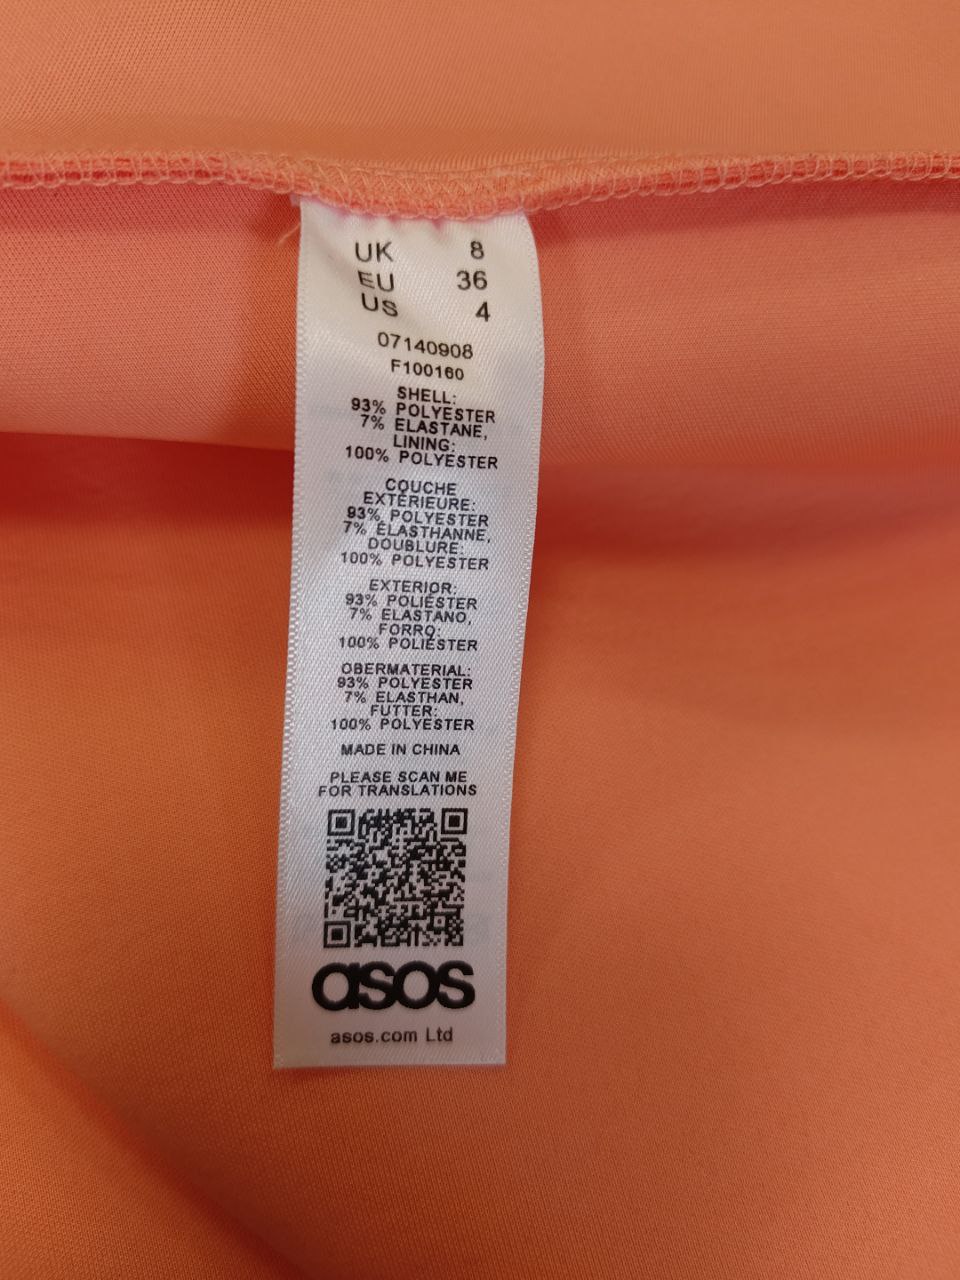 UK 8
EU 36
US 4
07140908
F100160
SHELL:
93% POLYESTER
7% ELASTANE,
LINING:
100% POLYESTER
COUCHE
EXTÉRIEURE:
93% POLYESTER
7% ÉLASTHANNE,
DOUBLURE:
100% POLYESTER
EXTERIOR:
93% POLIÉSTER
7% ELASTANO,
FORRO:
100% POLIÉSTER
OBERMATERIAL:
93% POLYESTER
7% ELASTHAN,
FUTTER:
100% POLYESTER
MADE IN CHINA
PLEASE SCAN ME
FOR TRANSLATIONS
asos
asos.com Ltd